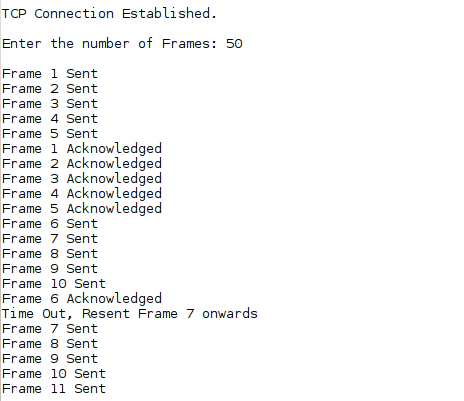 TCP Connection Established.
Enter the number of Frames: 50
Frame 1 Sent
Frame 2 Sent
Frame 3 Sent
Frame 4 Sent
Frame 5 Sent
Frame 1 Acknowledged
Frame 2 Acknowledged
Frame 3 Acknowledged
Frame 4 Acknowledged
Frame 5 Acknowledged
Frame 6 Sent
Frame 7 Sent
Frame 8 Sent
Frame 9 Sent
Frame 10 Sent
Frame 6 Acknowledged
Time Out, Resent Frame 7 onwards
Frame 7 Sent
Frame 8 Sent
Frame 9 Sent
Frame 10 Sent
Frame 11 Sent